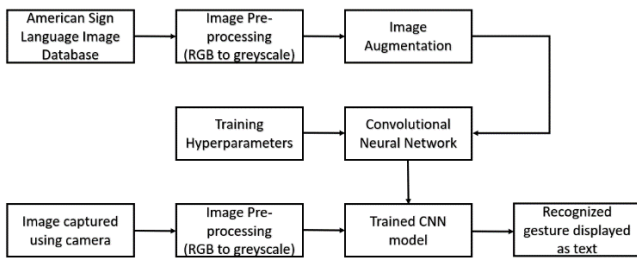 American Sign
Language Image
Database
Image Pre-
processing
(RGB to greyscale)
Image
Augmentation
Training
Hyperparameters
Convolutional
Neural Network
Image captured
using camera
Image Pre-
processing
(RGB to greyscale)
Trained CNN
model
Recognized
gesture displayed
as text